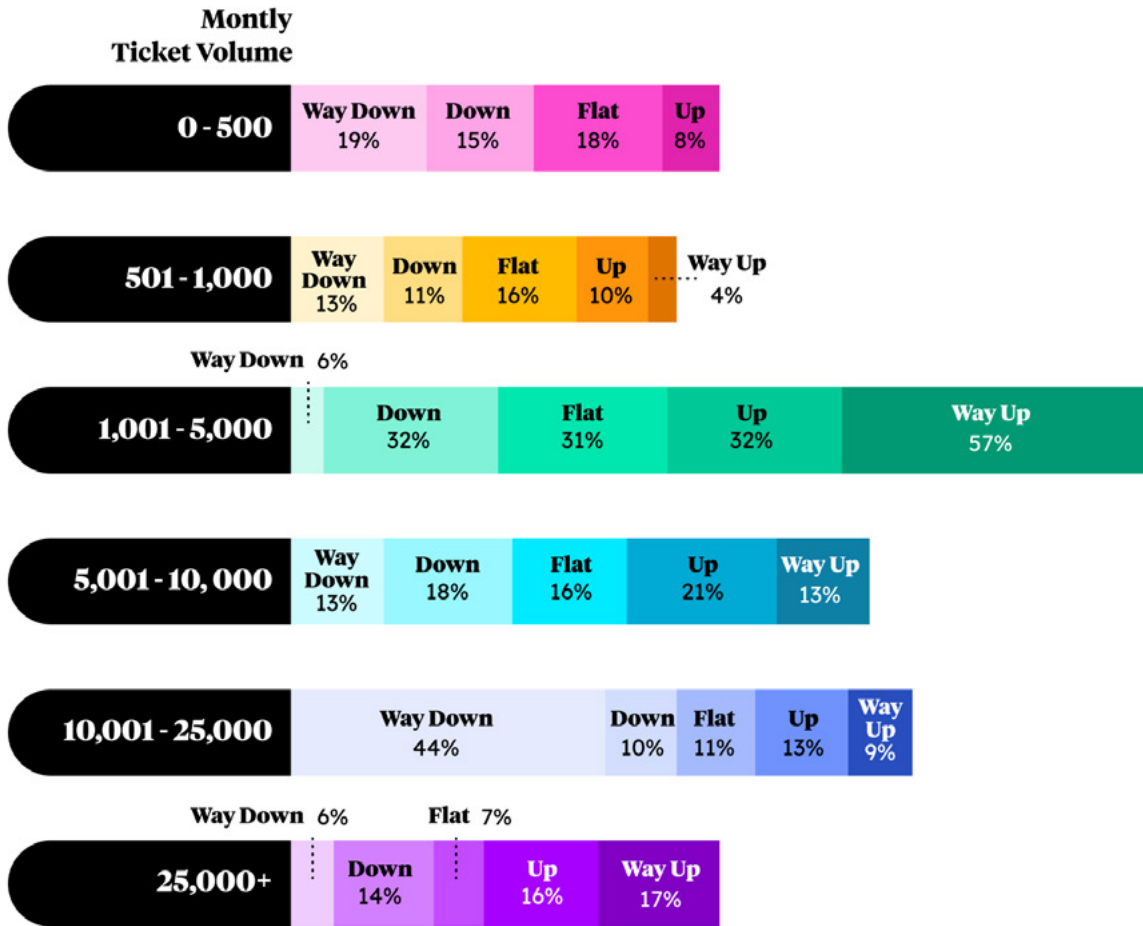 Montly
Ticket Volume
0 - 500
Way Down Down Flat Up
19% 15% 18% 8%
501 - 1,000
Way
Down
13%
Down
11%
Flat
16%
Up
10%
Way Up
4%
Way Down 6%
1,001 - 5,000
Down Flat Up Way Up
32% 31% 32% 57%
5,001 - 10, 000
Way
Down
13%
Down
18%
Flat
16%
Up
21%
Way Up
13%
10,001 - 25,000
Way Down
44%
Down
10%
Flat
11%
Up
13%
Way
Up
9%
Way Down 6% Flat 7%
25,000+
Down Up Way Up
14% 16% 17%